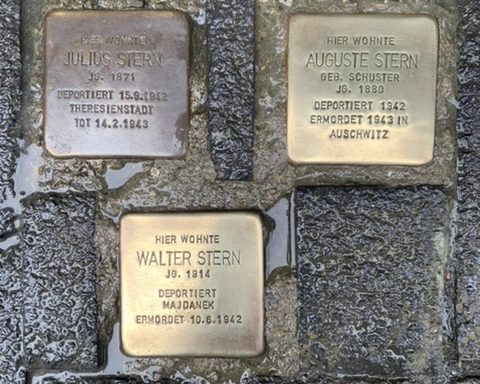 HIER WOHNTE
JULIUS STERN
JG. 1871
DEPORTIERT 15.9.1942
THERESIENSTADT
TOT 14.2.1943
HIER WOHNTE
AUGUSTE STERN
GEB. SCHUSTER
JG. 1880
DEPORTIERT 1942
ERMORDET 1943 IN
AUSCHWITZ
HIER WOHNTE
WALTER STERN
JG. 1914
DEPORTIERT
MAJDANEK
ERMORDET 10.6.1942